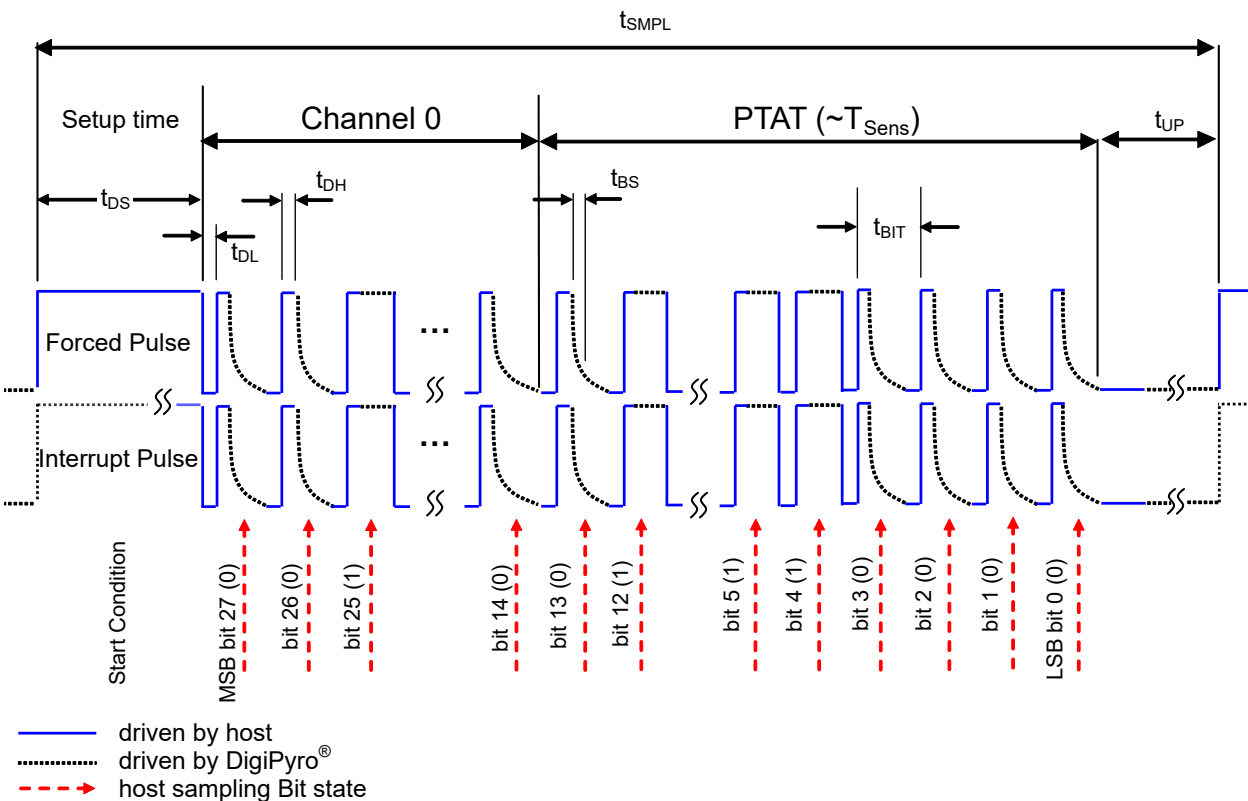 tSMPL
Setup time
Channel 0
PTAT (~TSens)
tUP
tDS
tDH
tBS
tDL
tBIT
Forced Pulse
...
Interrupt Pulse
...
Start Condition
MSB bit 27 (0)
bit 26 (0)
bit 25 (1)
bit 14 (0)
bit 13 (0)
bit 12 (1)
bit 5 (1)
bit 4 (1)
bit 3 (0)
bit 2 (0)
bit 1 (0)
LSB bit 0 (0)
driven by host
driven by DigiPyro®
host sampling Bit state